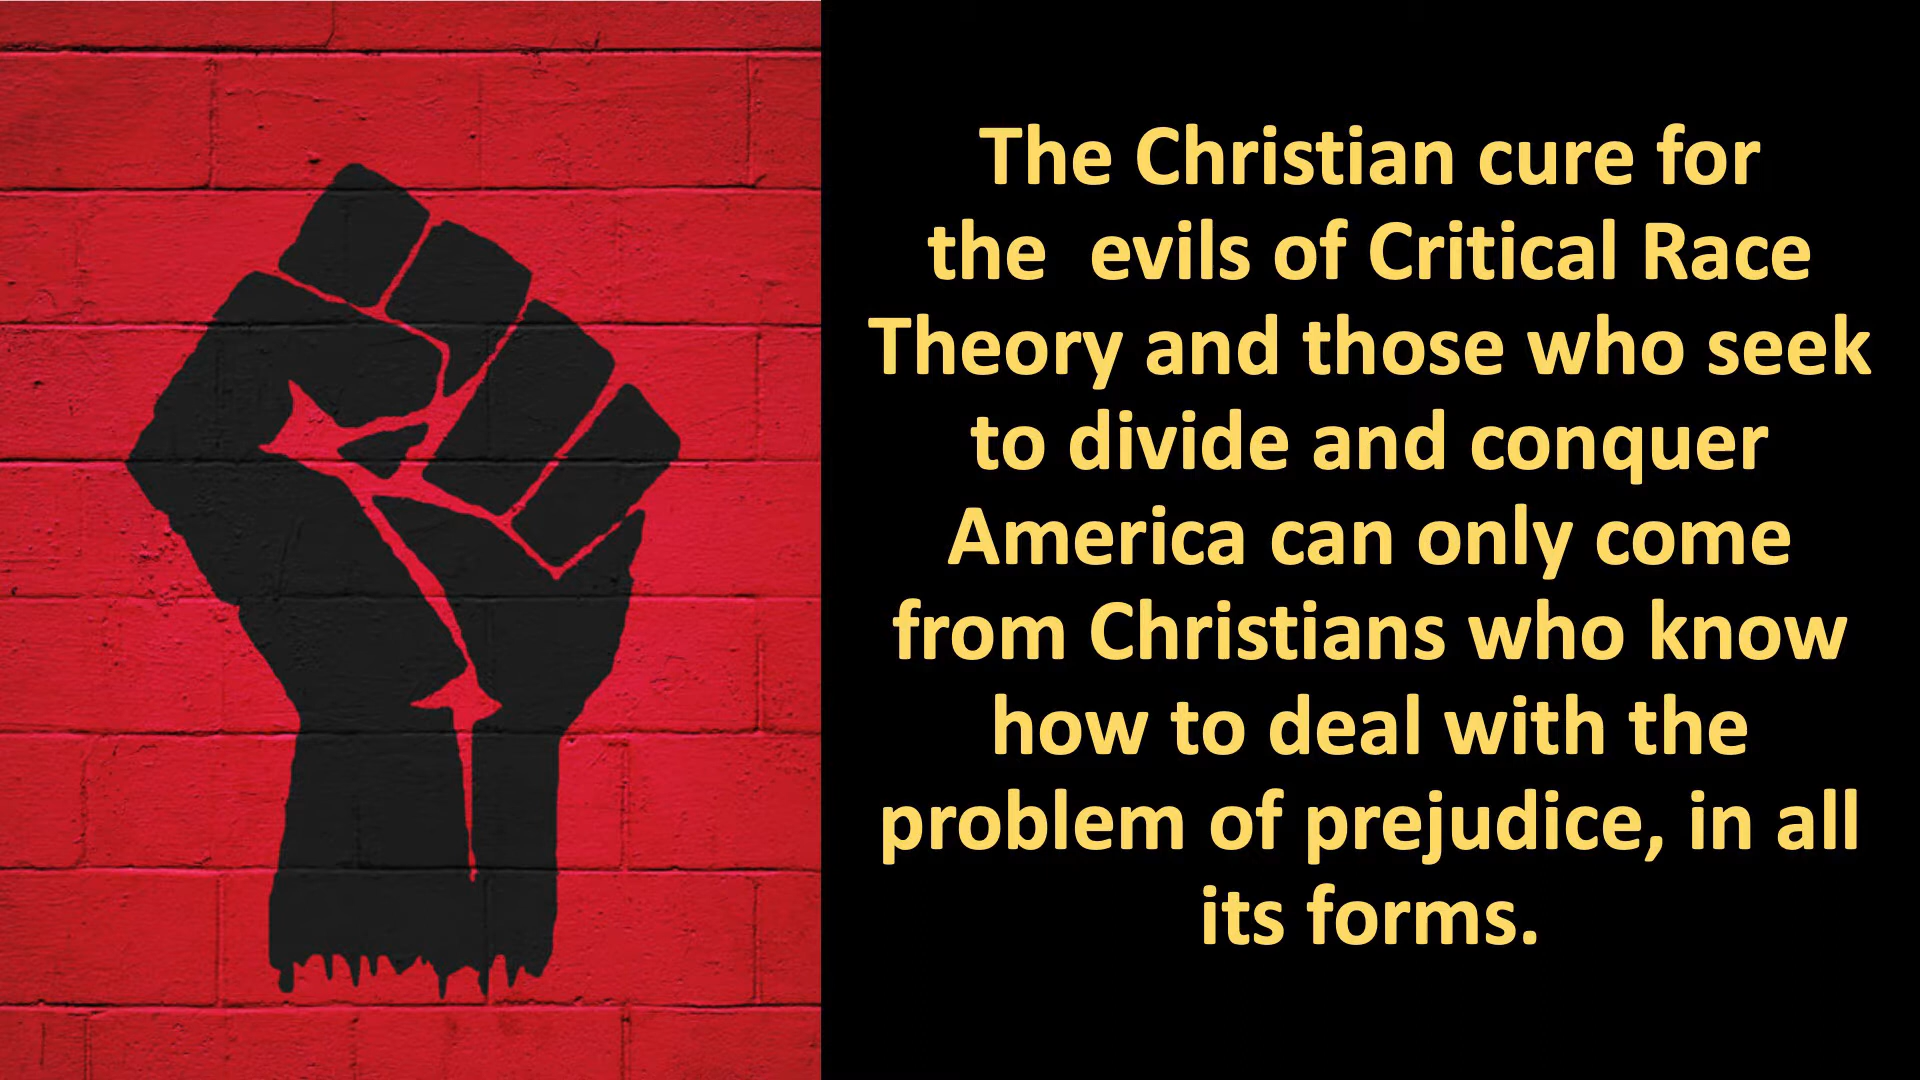 The Christian cure for
the  evils of Critical Race
Theory and those who seek
to divide and conquer
America can only come
from Christians who know
how to deal with the
problem of prejudice, in all
its forms.